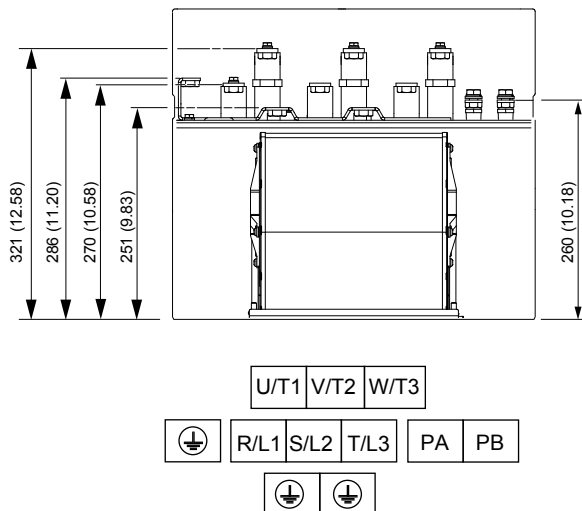 321 (12.58)
286 (11.20)
270 (10.58)
251 (9.83)
260 (10.18)
U/T1 V/T2 W/T3
R/L1 S/L2 T/L3 PA PB